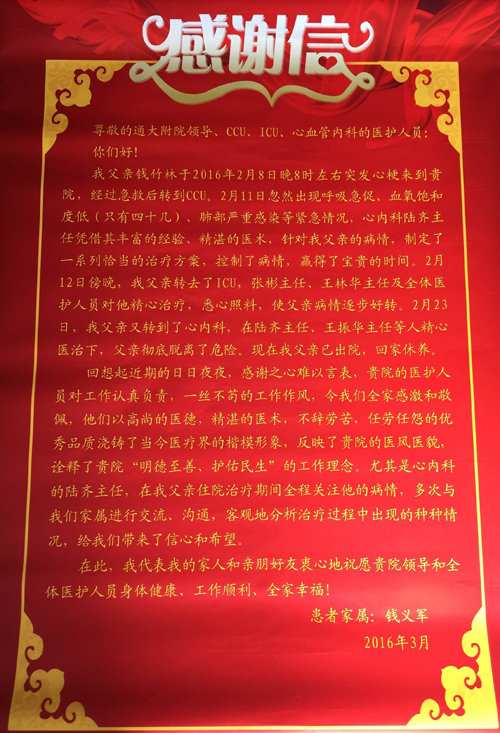 感谢信
尊敬的通大附院领导、CCU、ICU、心血管内科的医护人员：
你们好！
我父亲钱竹林于2016年2月8日晚8时左右突发心梗来到贵
院，经过急救后转到CCU。2月11日忽然出现呼吸急促、血氧饱和
度低（只有四十几）、肺部严重感染等紧急情况，心内科陆齐主
任凭借其丰富的经验、精湛的医术，针对我父亲的病情，制定了
一系列恰当的治疗方案，控制了病情，赢得了宝贵的时间。2月
12日傍晚，我父亲转去了ICU，张彬主任、王林华主任及全体医
护人员对他精心治疗，悉心照料，使父亲病情逐步好转。2月23
日，我父亲又转到了心内科，在陆齐主任、王振华主任等人精心
医治下，父亲彻底脱离了危险。现在我父亲已出院，回家休养。
回想起近期的日日夜夜，感谢之心难以言表，贵院的医护人
员对工作认真负责，一丝不苟的工作作风，令我们全家感激和敬
佩，他们以高尚的医德，精湛的医术，不辞劳苦、任劳任怨的优
秀品质浇铸了当今医疗界的楷模形象，反映了贵院的医风医貌，
诠释了贵院“明德至善、护佑民生”的工作理念。尤其是心内科
的陆齐主任，在我父亲住院治疗期间全程关注他的病情，多次与
我们家属进行交流、沟通，客观地分析治疗过程中出现的种种情
况，给我们带来了信心和希望。
在此，我代表我的家人和亲朋好友衷心地祝愿贵院领导和全
体医护人员身体健康、工作顺利、全家幸福！
患者家属：钱义军
2016年3月